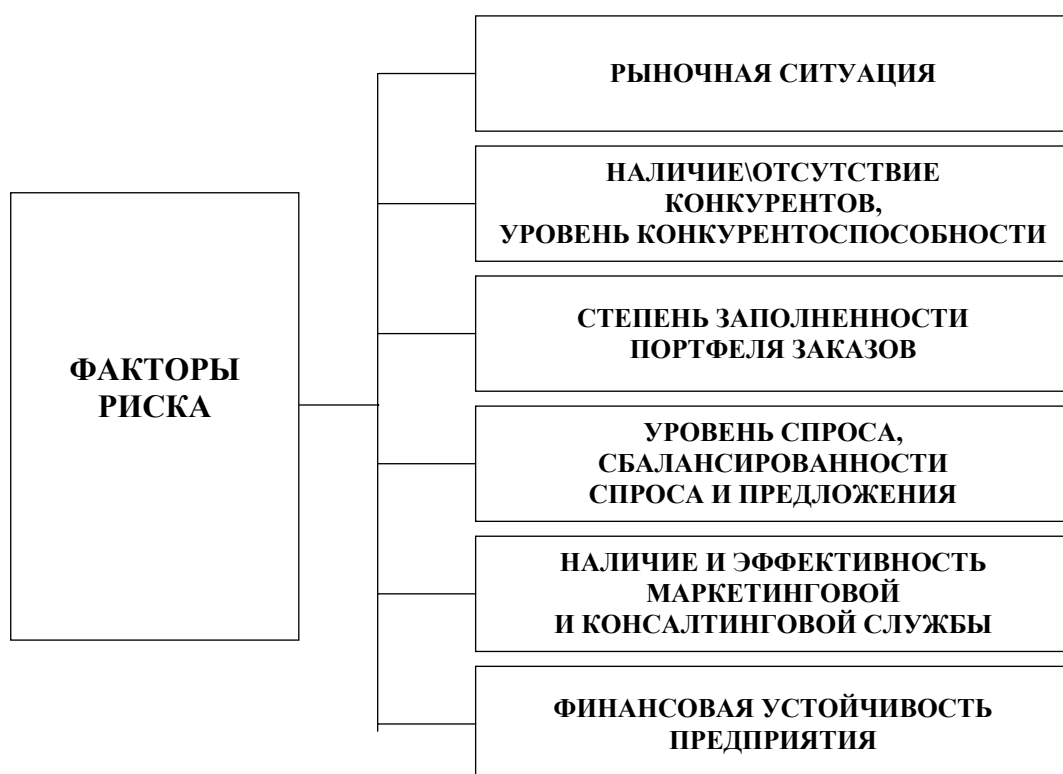 РЫНОЧНАЯ СИТУАЦИЯ
НАЛИЧИЕ\ОТСУТСТВИЕ
КОНКУРЕНТОВ,
УРОВЕНЬ КОНКУРЕНТОСПОСОБНОСТИ
СТЕПЕНЬ ЗАПОЛНЕННОСТИ
ПОРТФЕЛЯ ЗАКАЗОВ
ФАКТОРЫ
РИСКА
УРОВЕНЬ СПРОСА,
СБАЛАНСИРОВАННОСТИ
СПРОСА И ПРЕДЛОЖЕНИЯ
НАЛИЧИЕ И ЭФФЕКТИВНОСТЬ
МАРКЕТИНГОВОЙ
И КОНСАЛТИНГОВОЙ СЛУЖБЫ
ФИНАНСОВАЯ УСТОЙЧИВОСТЬ
ПРЕДПРИЯТИЯ